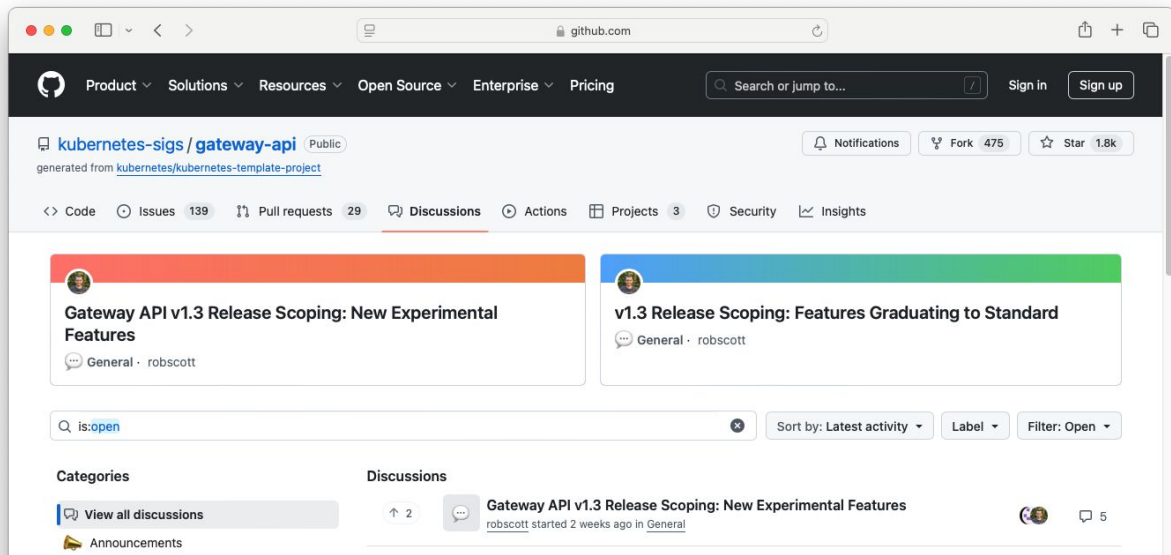 github.com
Product Solutions Resources Open Source Enterprise Pricing Search or jump to... / Sign in Sign up
kubernetes-sigs / gateway-api Public Notifications Fork 475 Star 1.8k
generated from kubernetes/kubernetes-template-project
<> Code Issues 139 Pull requests 29 Discussions Actions Projects 3 Security Insights
Gateway API v1.3 Release Scoping: New Experimental
Features
General · robscott
v1.3 Release Scoping: Features Graduating to Standard
General · robscott
is:open Sort by: Latest activity Label Filter: Open
Categories
View all discussions
Announcements
Discussions
2 Gateway API v1.3 Release Scoping: New Experimental Features 5
robscott started 2 weeks ago in General